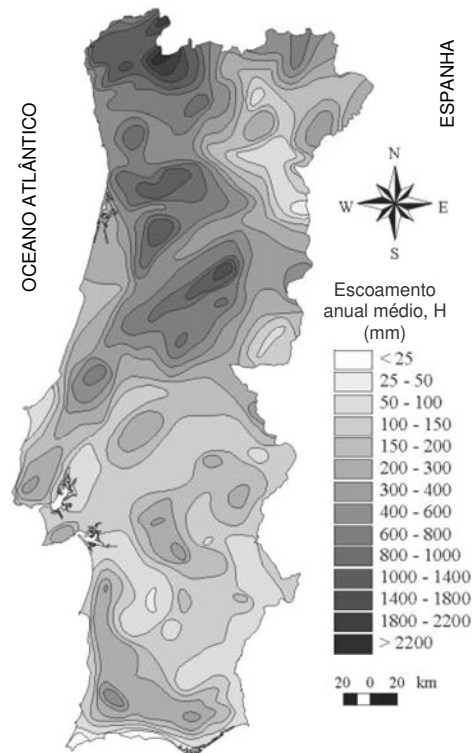 OCEANO ATLÂNTICO
ESPANHA
N
W E
S
Escoamento
anual médio, H
(mm)
< 25
25 - 50
50 - 100
100 - 150
150 - 200
200 - 300
300 - 400
400 - 600
600 - 800
800 - 1000
1000 - 1400
1400 - 1800
1800 - 2200
> 2200
20 0 20 km